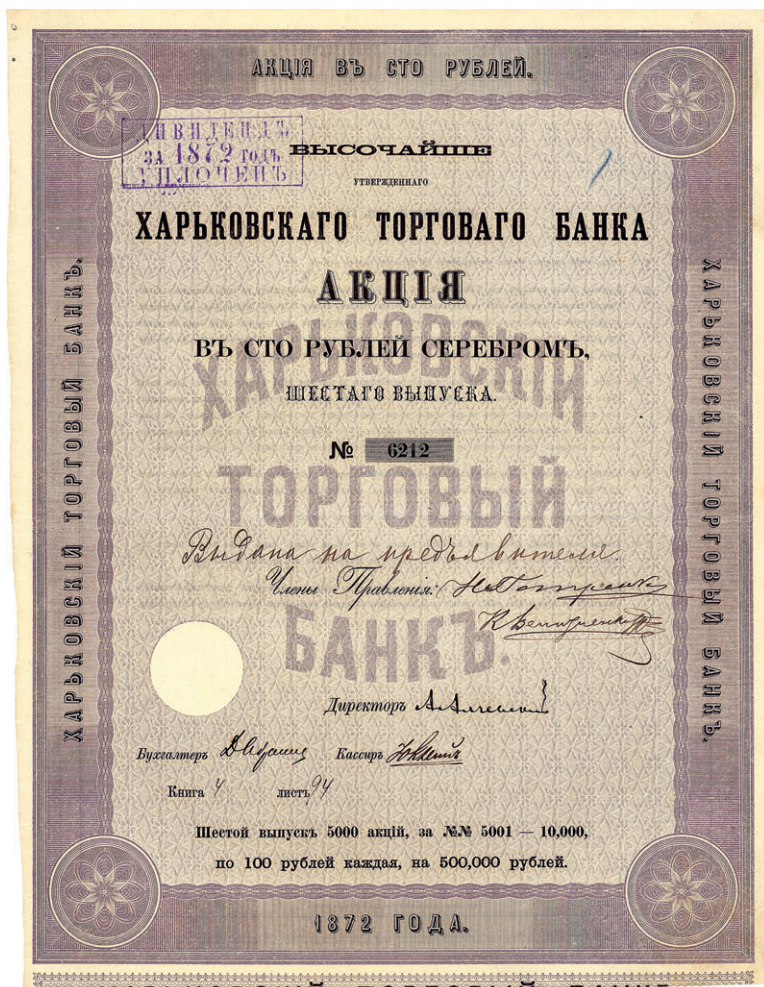 АКЦІЯ ВЪ СТО РУБЛЕЙ.
ДИВИДЕНДЪ
ЗА 1872 ГОДЪ
УПЛОЧЕНЪ
ВЫСОЧАЙШЕ
УТВЕРЖДЕННАГО
ХАРЬКОВСКАГО ТОРГОВАГО БАНКА
АКЦІЯ
ВЪ СТО РУБЛЕЙ СЕРЕБРОМЪ,
ШЕСТАГО ВЫПУСКА.
№ 6212
ХАРЬКОВСКІЙ
ТОРГОВЫЙ
БАНКЪ.
Выдана на предъявителя
Члены Правленія:
Директоръ
Бухгалтеръ Кассиръ
Книга 4 листъ 94
Шестой выпускъ 5000 акцій, за №№ 5001 — 10,000,
по 100 рублей каждая, на 500,000 рублей.
1872 ГОДА.
ХАРЬКОВСКІЙ ТОРГОВЫЙ БАНКЪ.
ХАРЬКОВСКІЙ ТОРГОВЫЙ БАНКЪ.